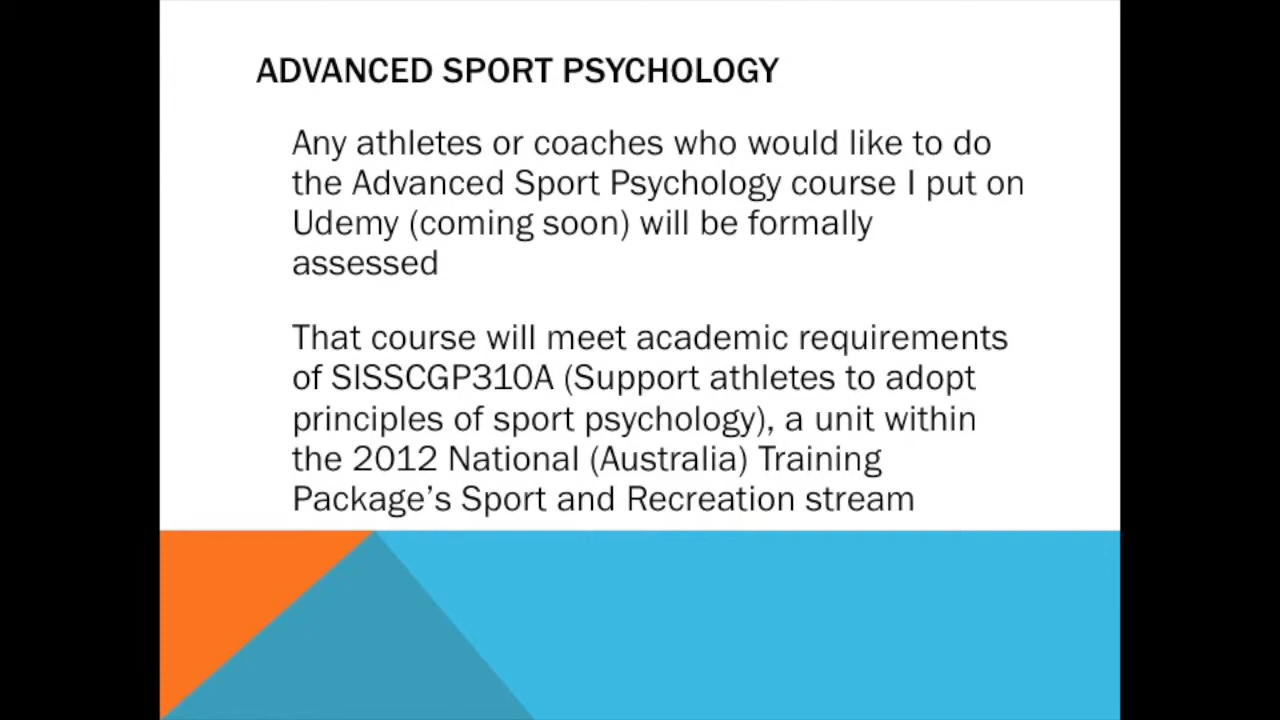 ADVANCED SPORT PSYCHOLOGY
Any athletes or coaches who would like to do
the Advanced Sport Psychology course I put on
Udemy (coming soon) will be formally
assessed
That course will meet academic requirements
of SISSCGP310A (Support athletes to adopt
principles of sport psychology), a unit within
the 2012 National (Australia) Training
Package’s Sport and Recreation stream